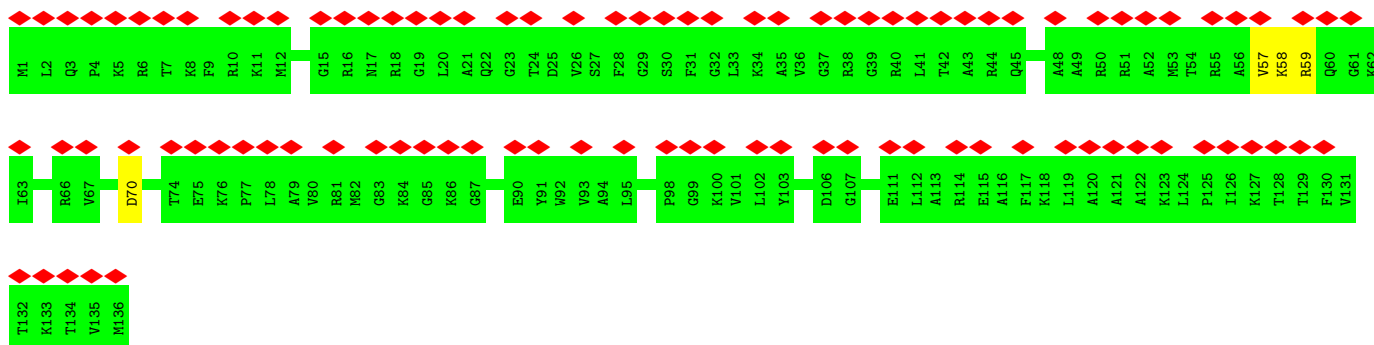 M1 L2 Q3 P4 K5 R6 T7 K8 F9 R10 K11 M12 G15 R16 N17 R18 G19 L20 A21 Q22 G23 T24 D25 V26 S27 F28 G29 S30 F31 G32 L33 K34 A35 V36 G37 R38 G39 R40 L41 T42 A43 R44 Q45 A48 A49 R50 R51 A52 M53 T54 R55 A56 V57 K58 R59 Q60 G61 K62
I63 R66 V67 D70 T74 E75 K76 P77 L78 A79 V80 R81 M82 G83 K84 G85 K86 G87 E90 Y91 W92 V93 A94 L95 P98 G99 K100 V101 L102 Y103 D106 G107 E111 L112 A113 R114 E115 A116 F117 K118 L119 A120 A121 A122 K123 L124 P125 I126 K127 T128 T129 F130 V131
T132 K133 T134 V135 M136